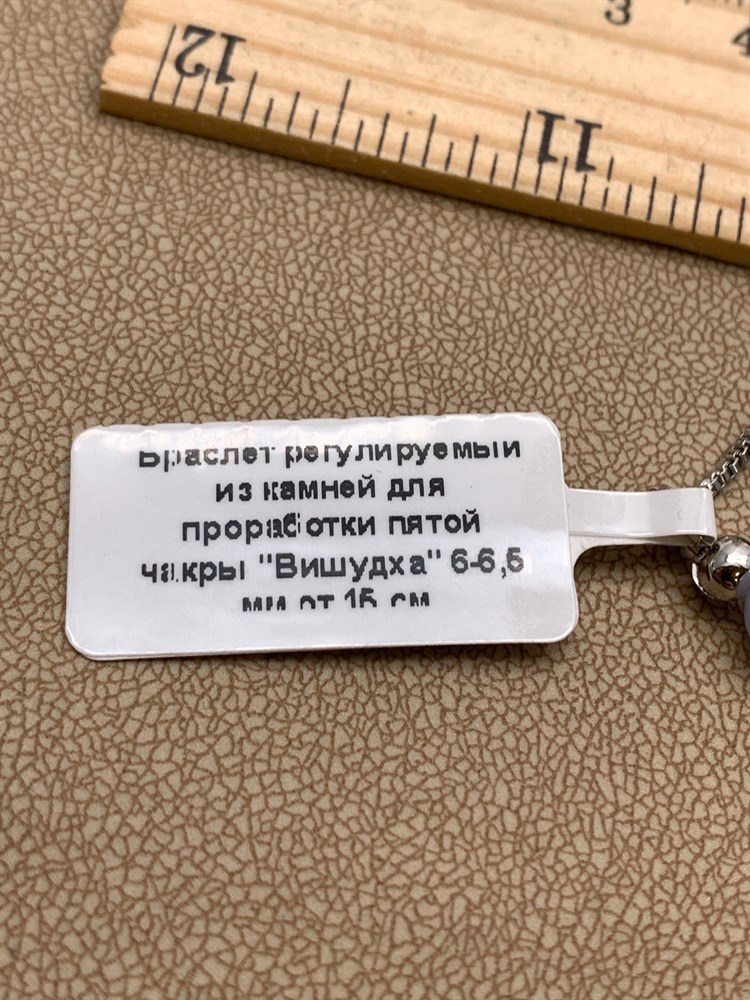 3
4
12
11
Браслет регулируемый
из камней для
проработки пятой
чакры "Вишудха" 6-6,5
мм от 15 см